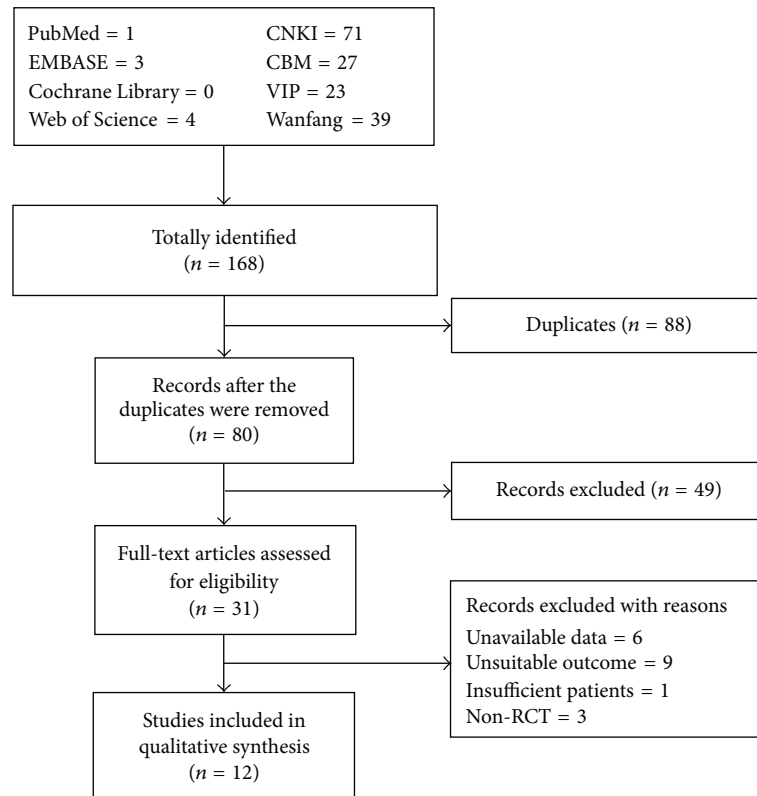 PubMed = 1
EMBASE = 3
Cochrane Library = 0
Web of Science = 4
CNKI = 71
CBM = 27
VIP = 23
Wanfang = 39
Totally identified
(n = 168)
Duplicates (n = 88)
Records after the
duplicates were removed
(n = 80)
Records excluded (n = 49)
Full-text articles assessed
for eligibility
(n = 31)
Records excluded with reasons
Unavailable data = 6
Unsuitable outcome = 9
Insufficient patients = 1
Non-RCT = 3
Studies included in
qualitative synthesis
(n = 12)